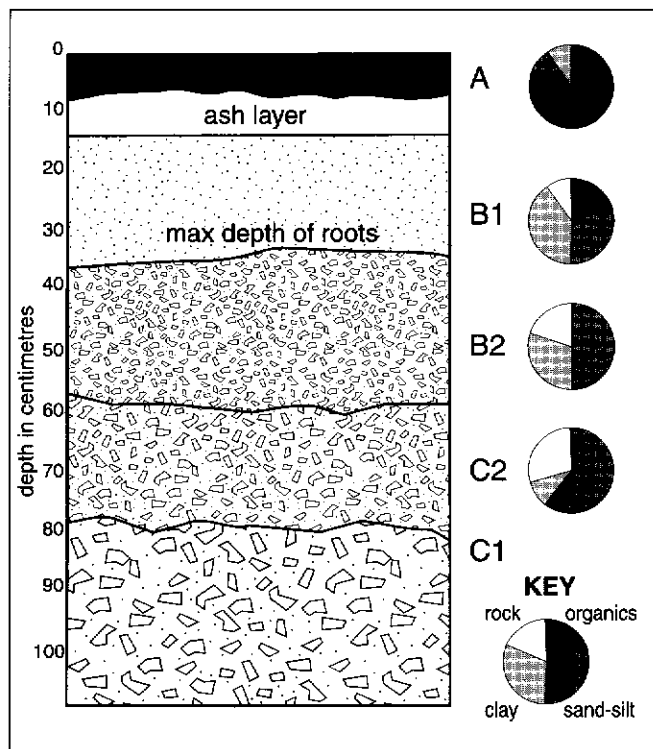 0
10
20
30
40
50
60
70
80
90
100
depth in centimetres
ash layer
max depth of roots
A
B1
B2
C2
C1
KEY
rock organics
clay sand-silt